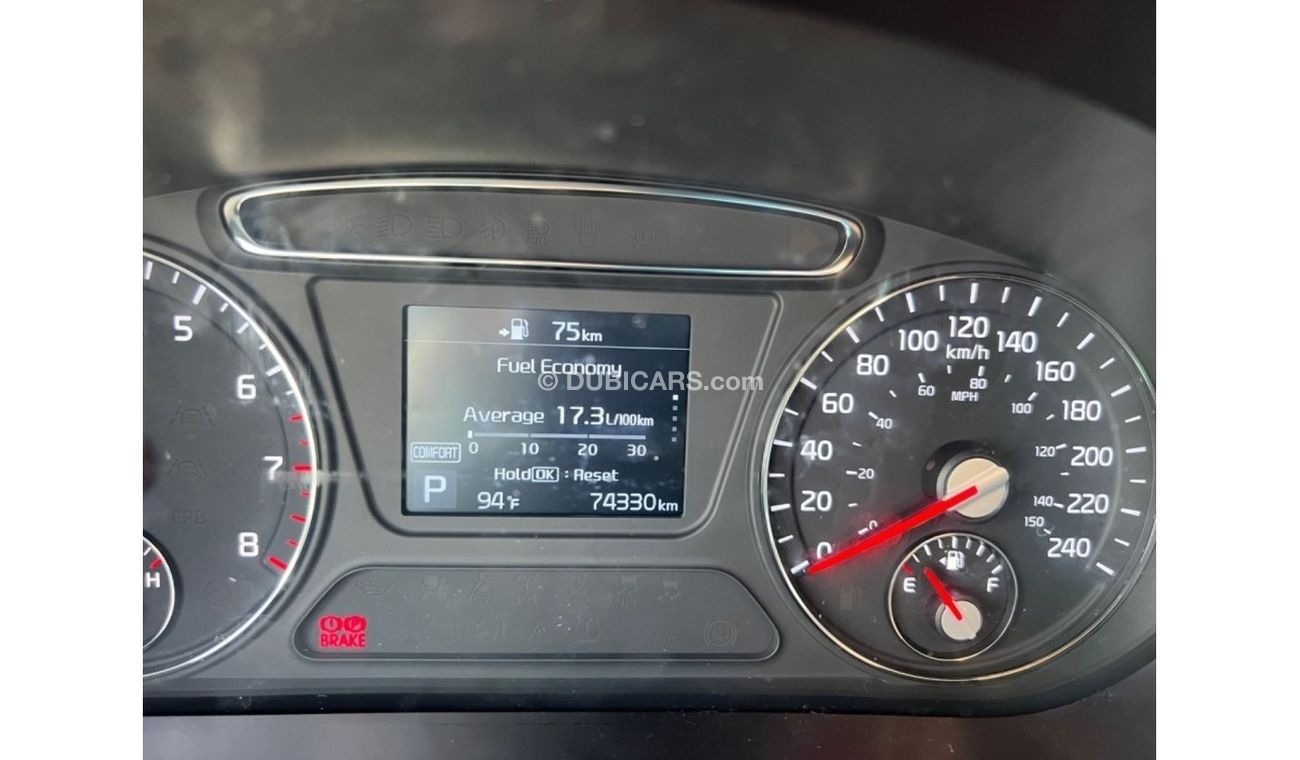 75km
Fuel Economy
© DUBICARS.com
Average 17.3L/100km
0 10 20 30
COMFORT
Hold OK : Reset
P
94°F
74330km
5
6
7
8
H
EPB
BRAKE
0 20 40 60 80 100 120 140 160 180 200 220 240
km/h
0 20 40 60 80 100 120 140 150
MPH
E F